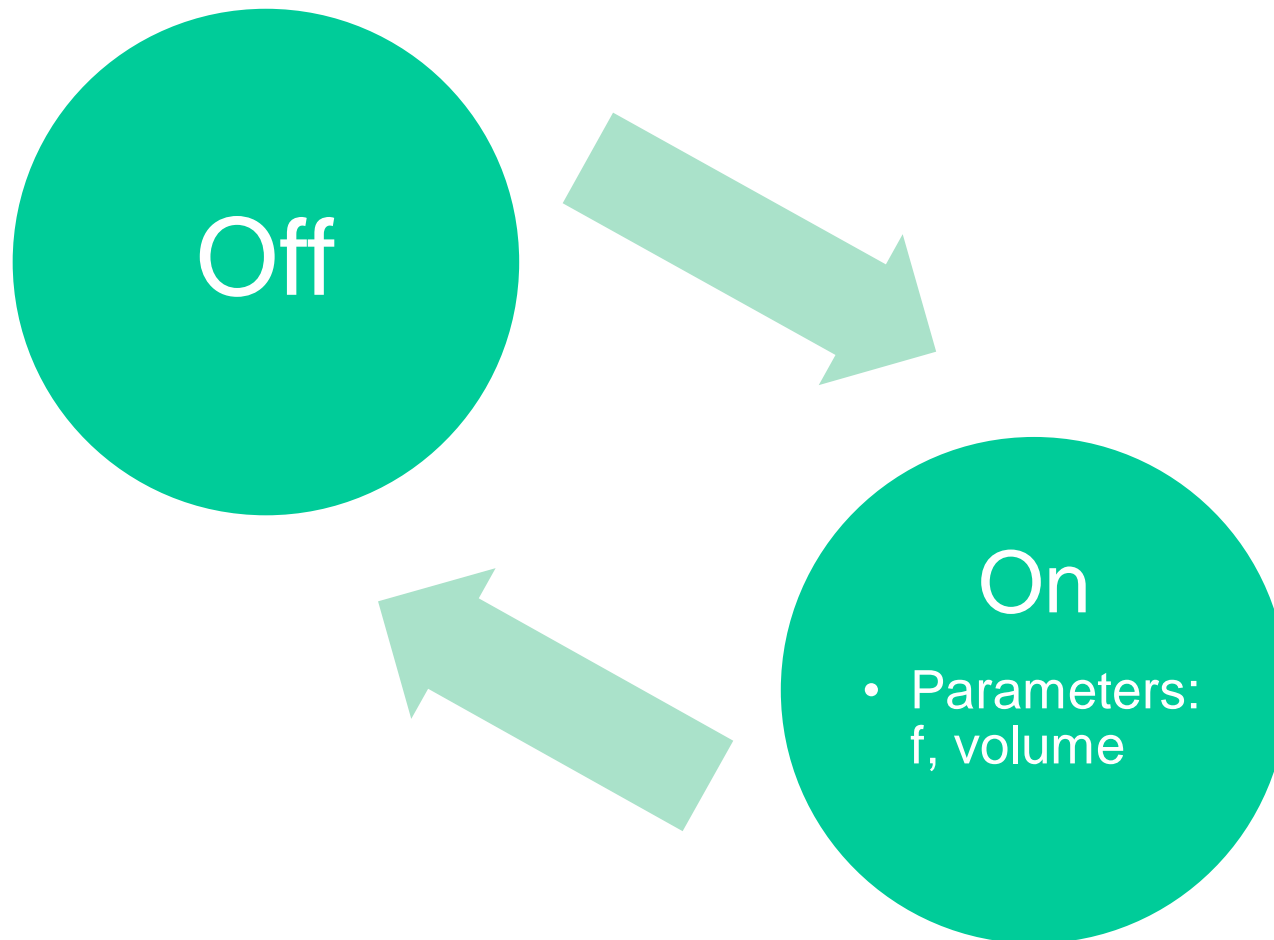 Off
On
• Parameters:
f, volume